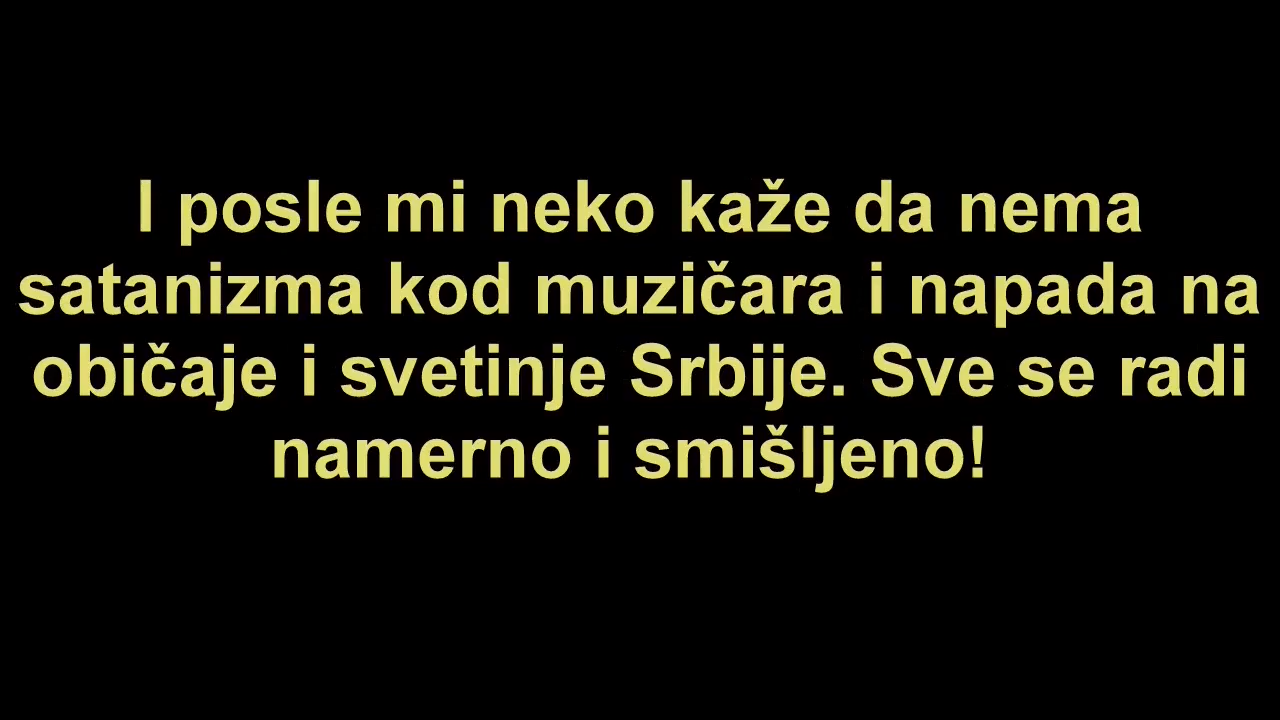 I posle mi neko kaže da nema
satanizma kod muzičara i napada na
običaje i svetinje Srbije. Sve se radi
namerno i smišljeno!